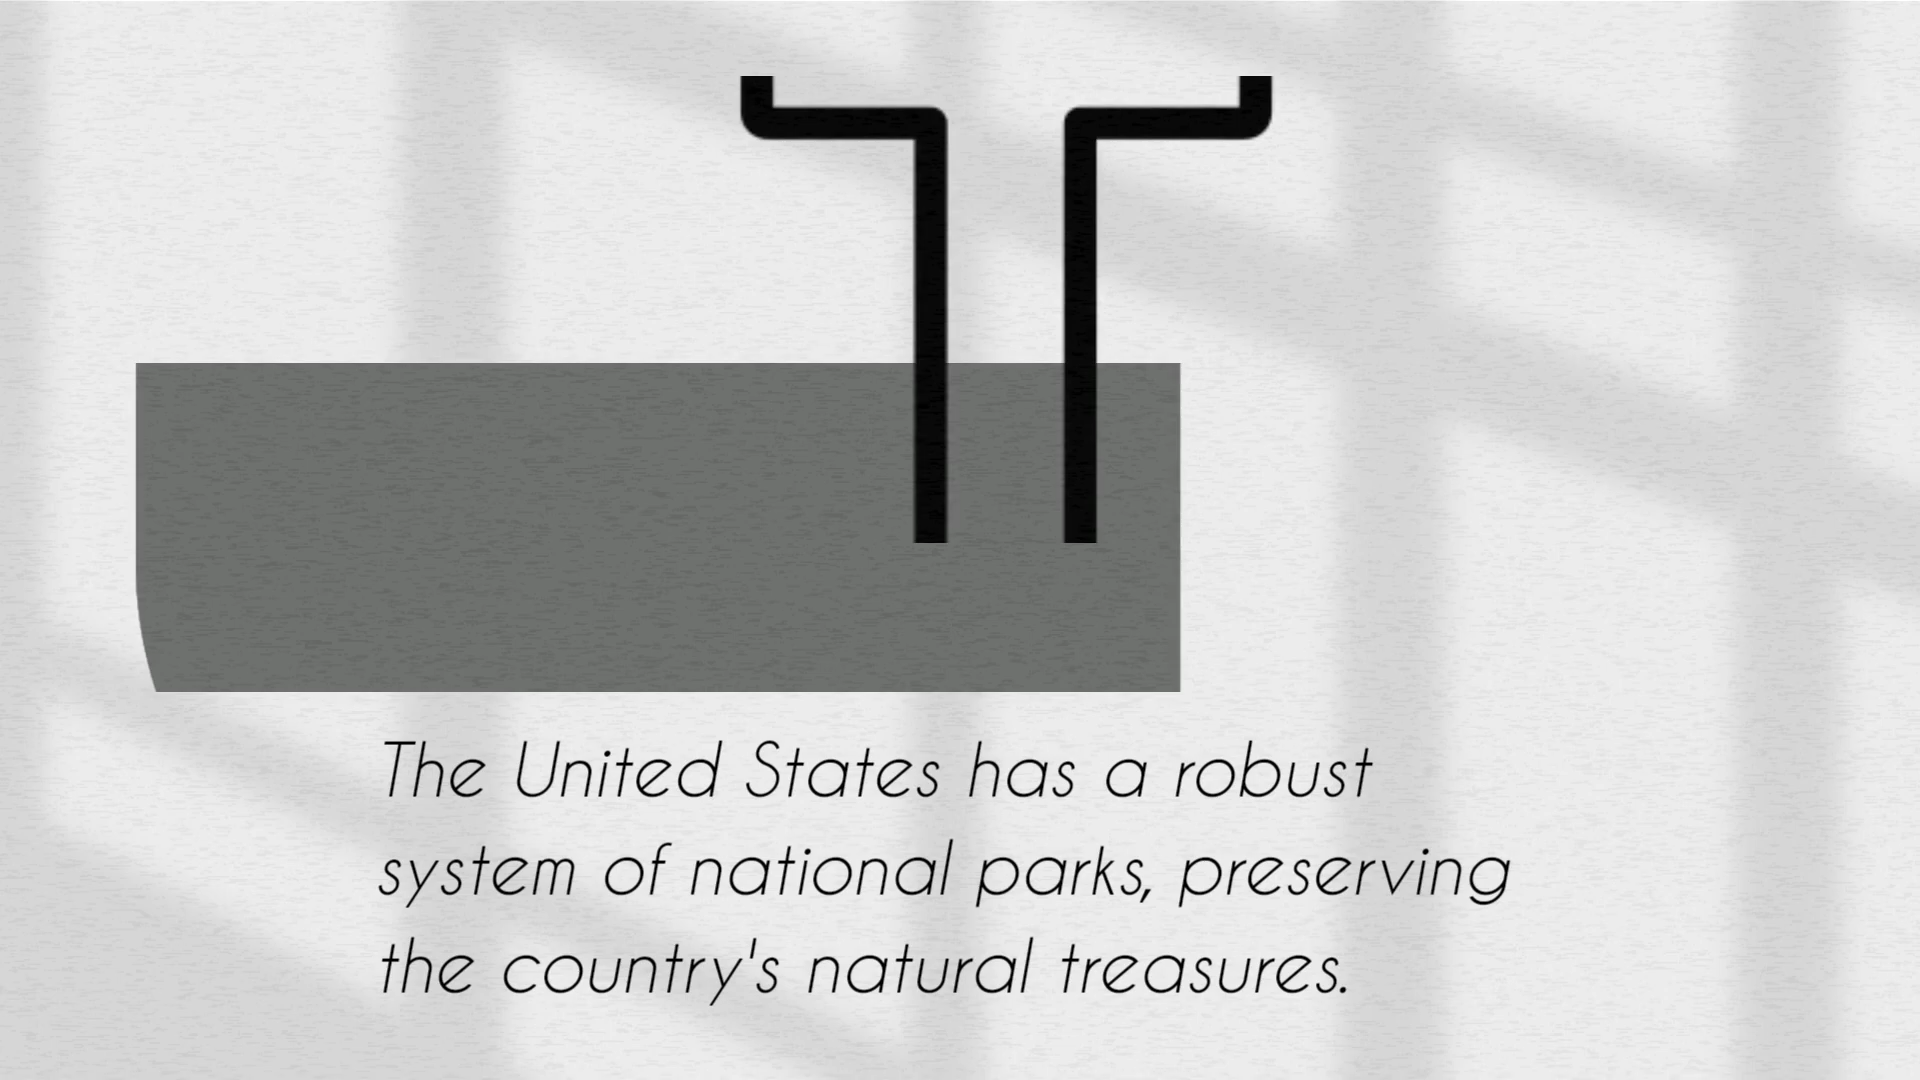 The United States has a robust
system of national parks, preserving
the country's natural treasures.